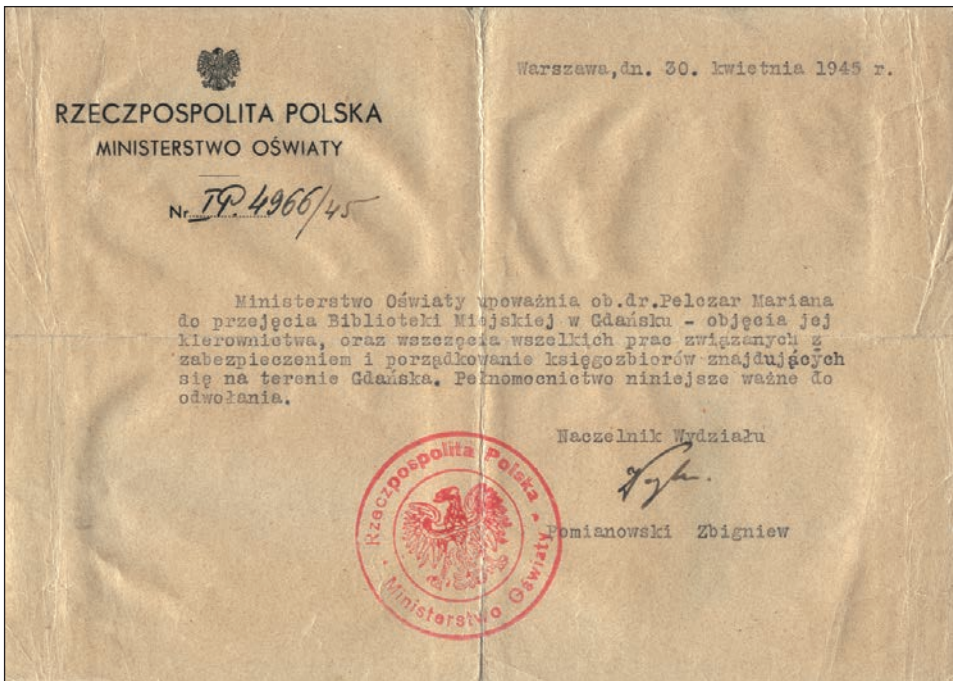 Warszawa,dn. 30. kwietnia 1945 r.
RZECZPOSPOLITA POLSKA
MINISTERSTWO OŚWIATY
Nr IP. 4966/45
Ministerstwo Oświaty upoważnia ob.dr.Pelczar Mariana
do przejęcia Biblioteki Miejskiej w Gdańsku - objęcia jej
kierownictwa, oraz wszczęcia wszelkich prac związanych z
zabezpieczeniem i porządkowanie księgozbiorów znajdujących
się na terenie Gdańska. Pełnomocnictwo niniejsze ważne do
odwołania.
Naczelnik Wydziału
Pomianowski Zbigniew
Rzeczpospolita Polska
Ministerstwo Oświaty